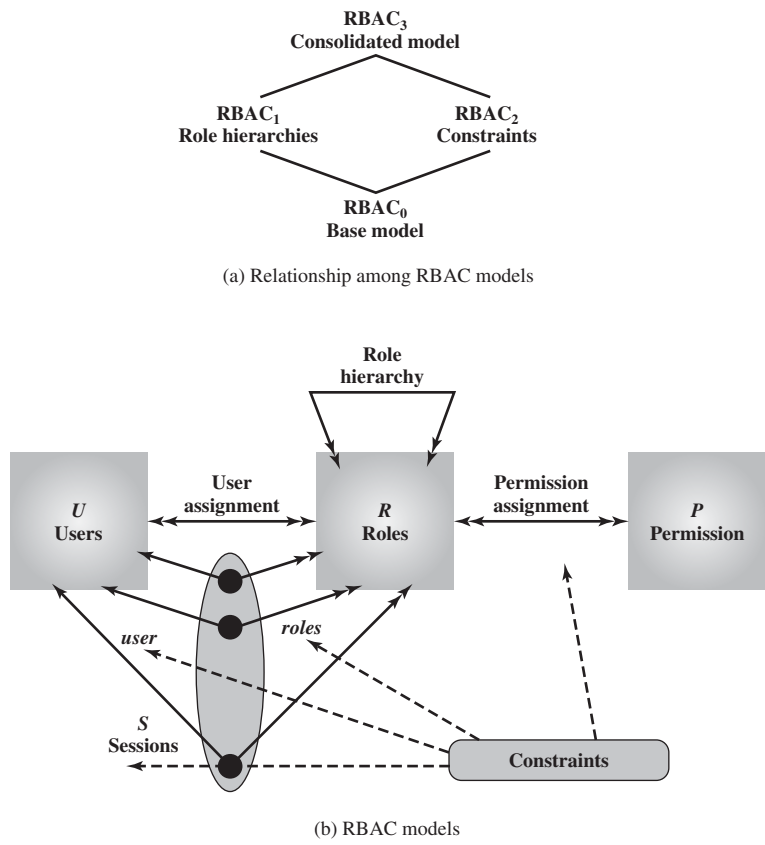 RBAC₃
Consolidated model
RBAC₁
Role hierarchies
RBAC₂
Constraints
RBAC₀
Base model
(a) Relationship among RBAC models
Role
hierarchy
U
Users
User
assignment
R
Roles
Permission
assignment
P
Permission
user
roles
S
Sessions
Constraints
(b) RBAC models